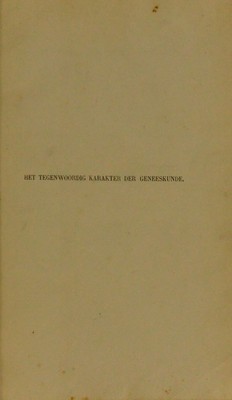 HET TEGENWOORDIG KARAKTER DER GENEESKUNDE.